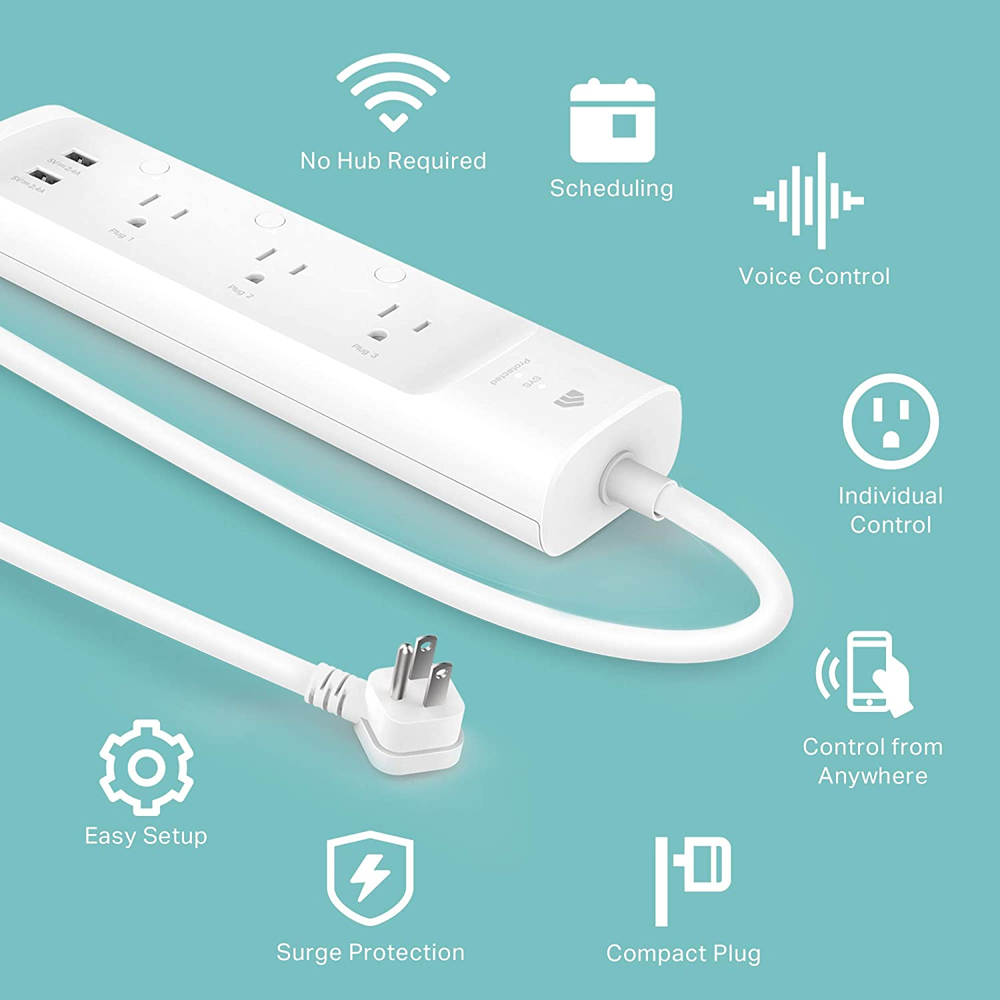 No Hub Required
Scheduling
Voice Control
5V⎓2.4A
5V⎓2.4A
Plug 1
Plug 2
Plug 3
Protected
SYS
Individual
Control
Control from
Anywhere
Easy Setup
Surge Protection
Compact Plug